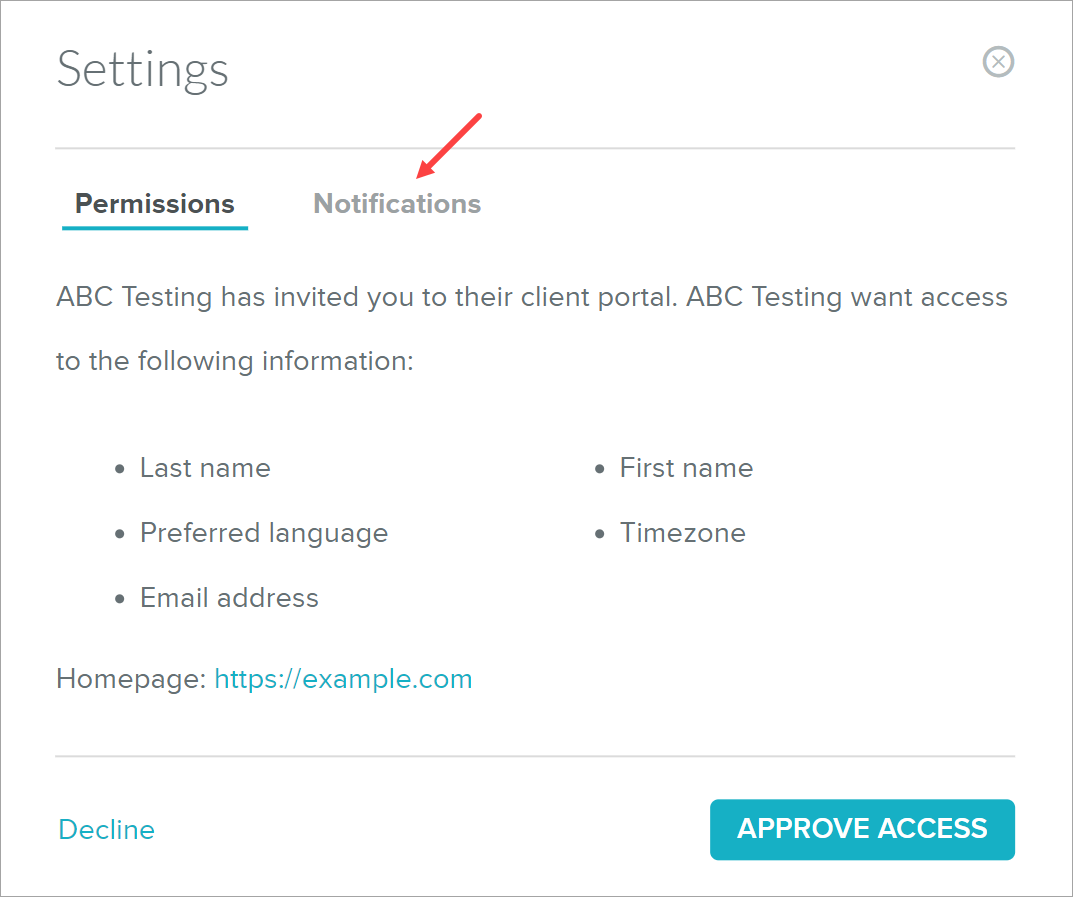 Settings
Permissions
Notifications
ABC Testing has invited you to their client portal. ABC Testing want access
to the following information:
• Last name
• First name
• Preferred language
• Timezone
• Email address
Homepage: https://example.com
Decline
APPROVE ACCESS